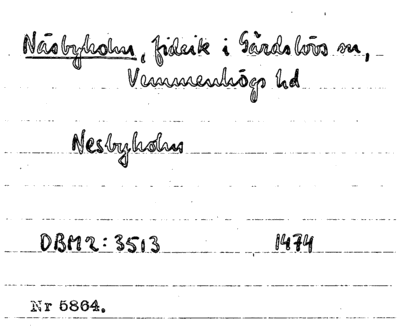 Näsbyholm, fideik i Gärdslövs sn,
Vemmenhögs hd
Nesbyholm
DBM2:3513 1474
Nr 5864.